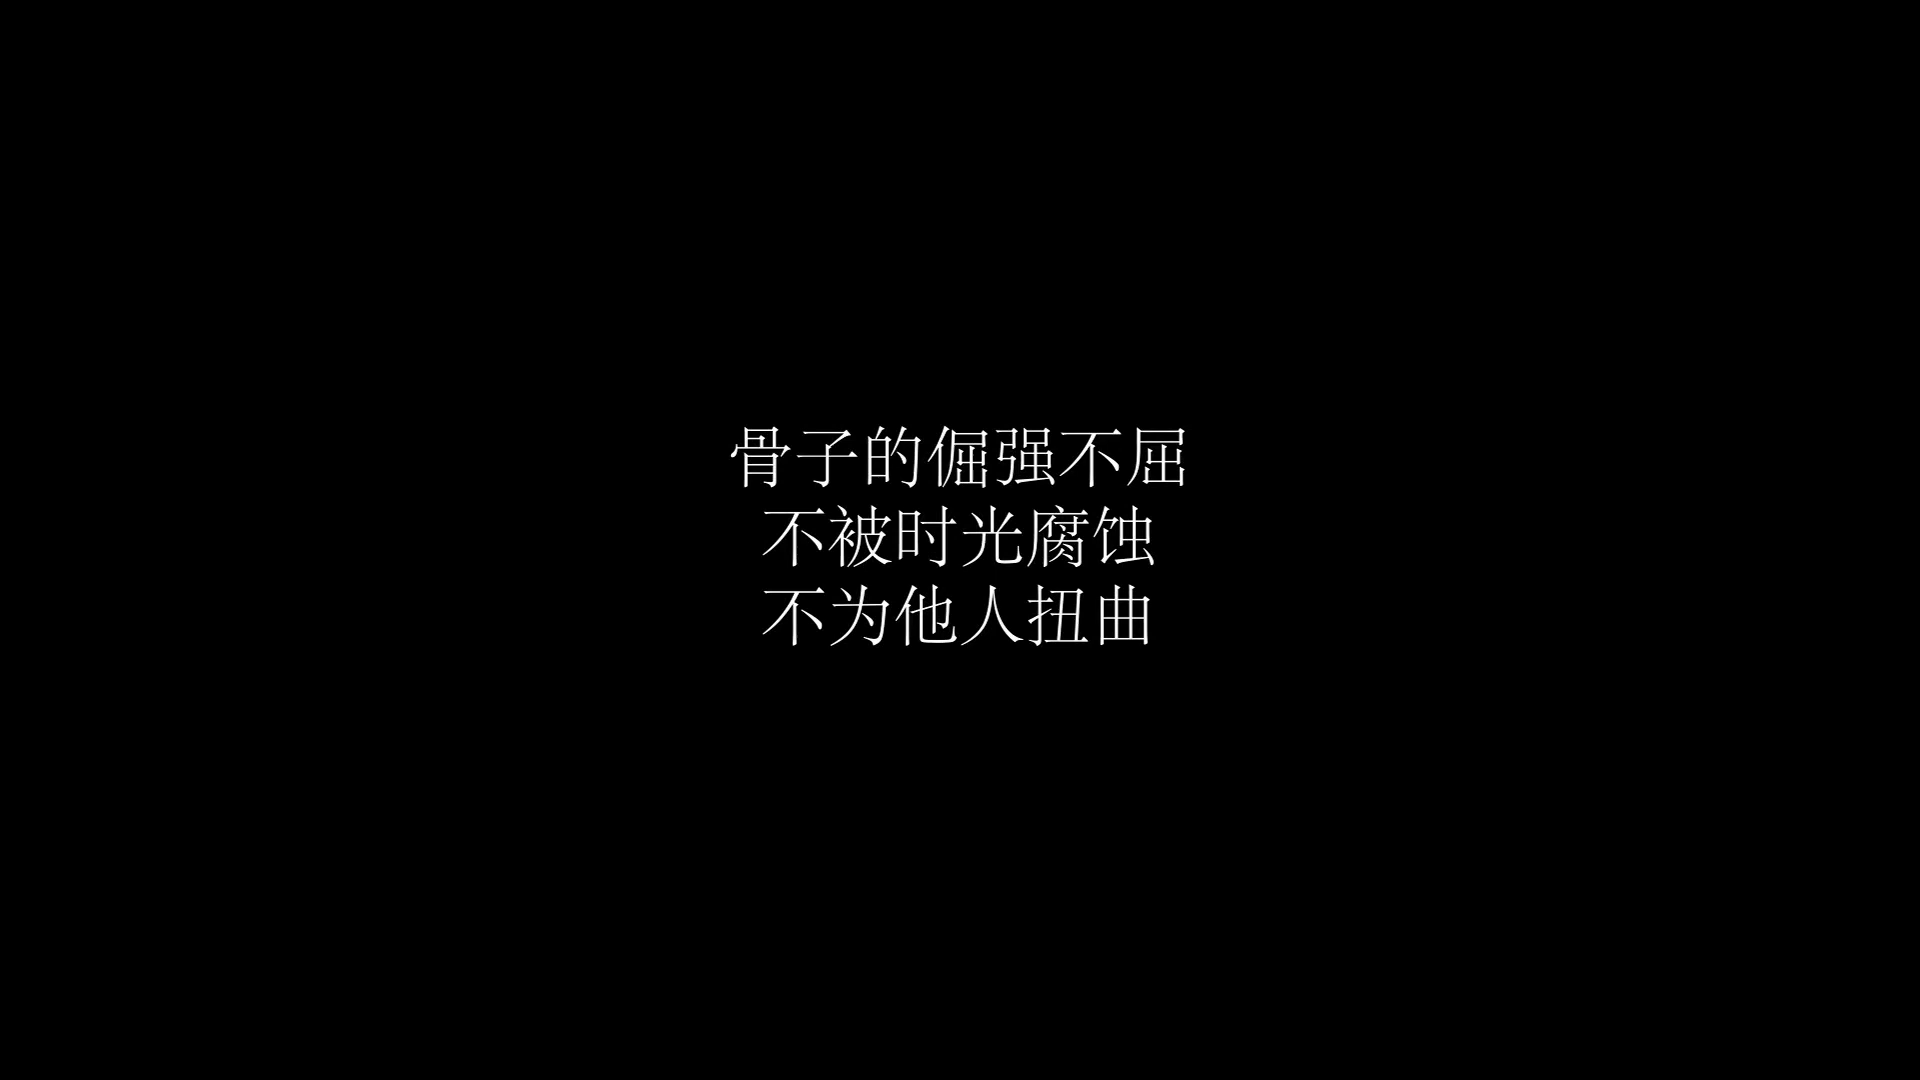 骨子的倔强不屈
不被时光腐蚀
不为他人扭曲